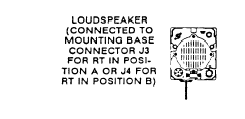 LOUDSPEAKER
(CONNECTED TO
MOUNTING BASE
CONNECTOR J3
FOR RT IN POSI-
TION A OR J4 FOR
RT IN POSITION B)